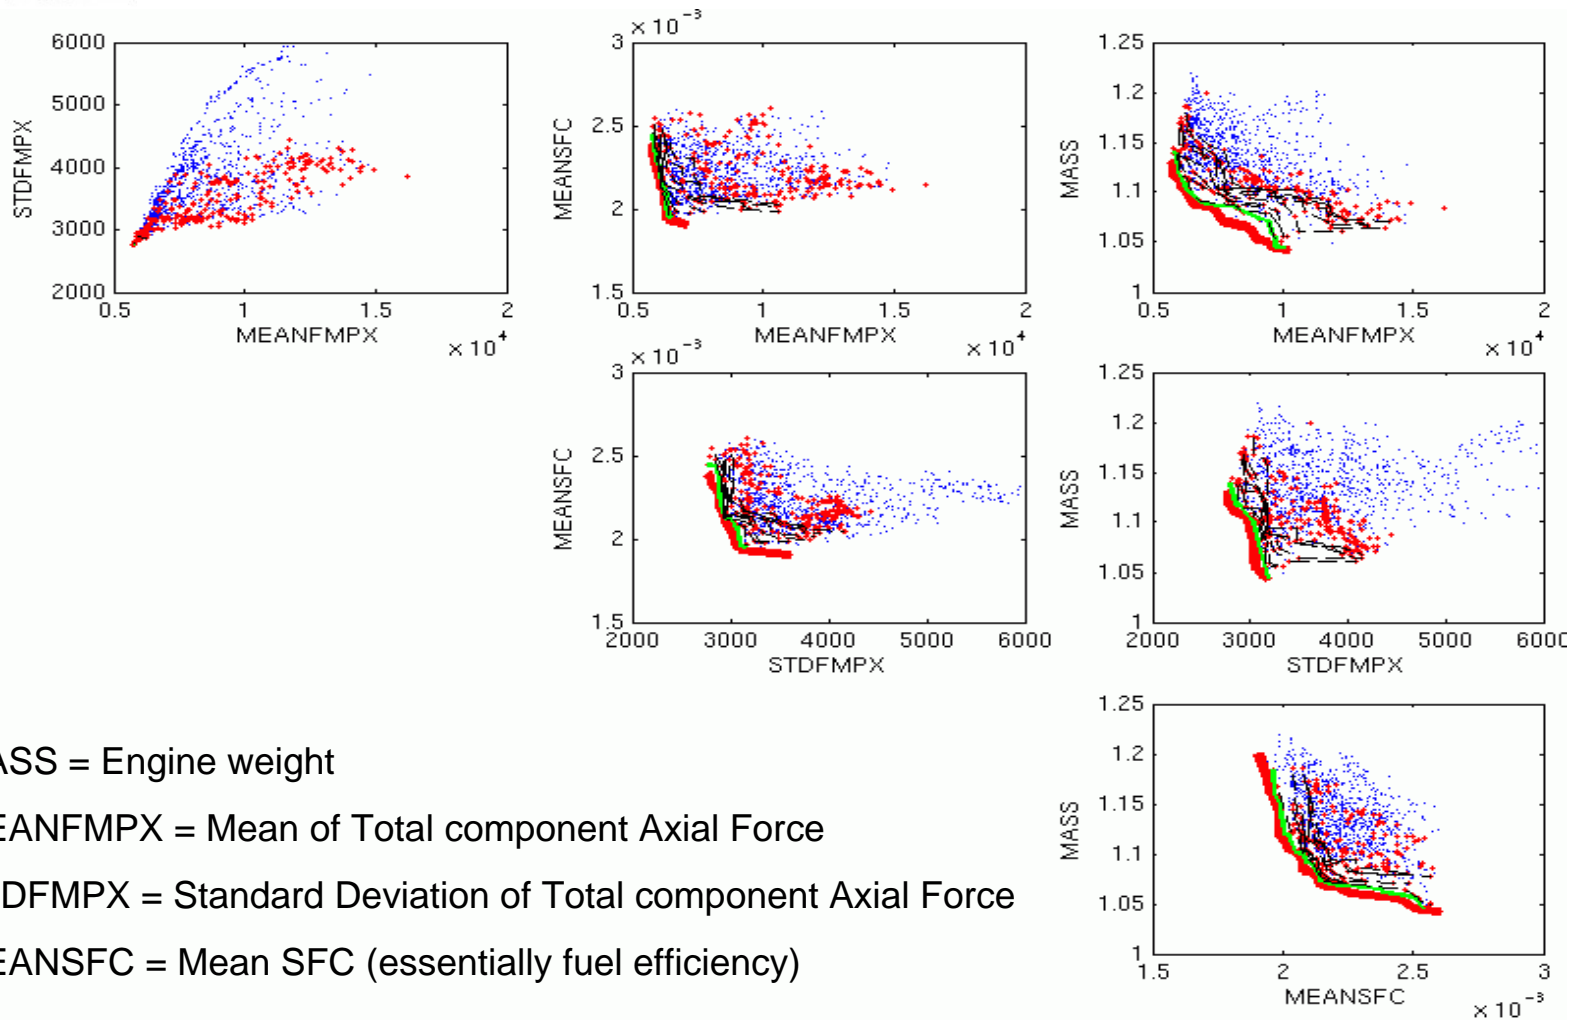 × 10⁻³
6000
5000
4000
3000
2000
STDFMPX
0.5 1 1.5 2
MEANFMPX
× 10⁴
3
2.5
2
1.5
MEANSFC
0.5 1 1.5 2
MEANFMPX
× 10⁴
1.25
1.2
1.15
1.1
1.05
1
MASS
0.5 1 1.5 2
MEANFMPX
× 10⁴
× 10⁻³
3
2.5
2
1.5
MEANSFC
2000 3000 4000 5000 6000
STDFMPX
1.25
1.2
1.15
1.1
1.05
1
MASS
2000 3000 4000 5000 6000
STDFMPX
1.25
1.2
1.15
1.1
1.05
1
MASS
1.5 2 2.5 3
MEANSFC
× 10⁻³
ASS = Engine weight
EANFMPX = Mean of Total component Axial Force
DFMPX = Standard Deviation of Total component Axial Force
EANSFC = Mean SFC (essentially fuel efficiency)